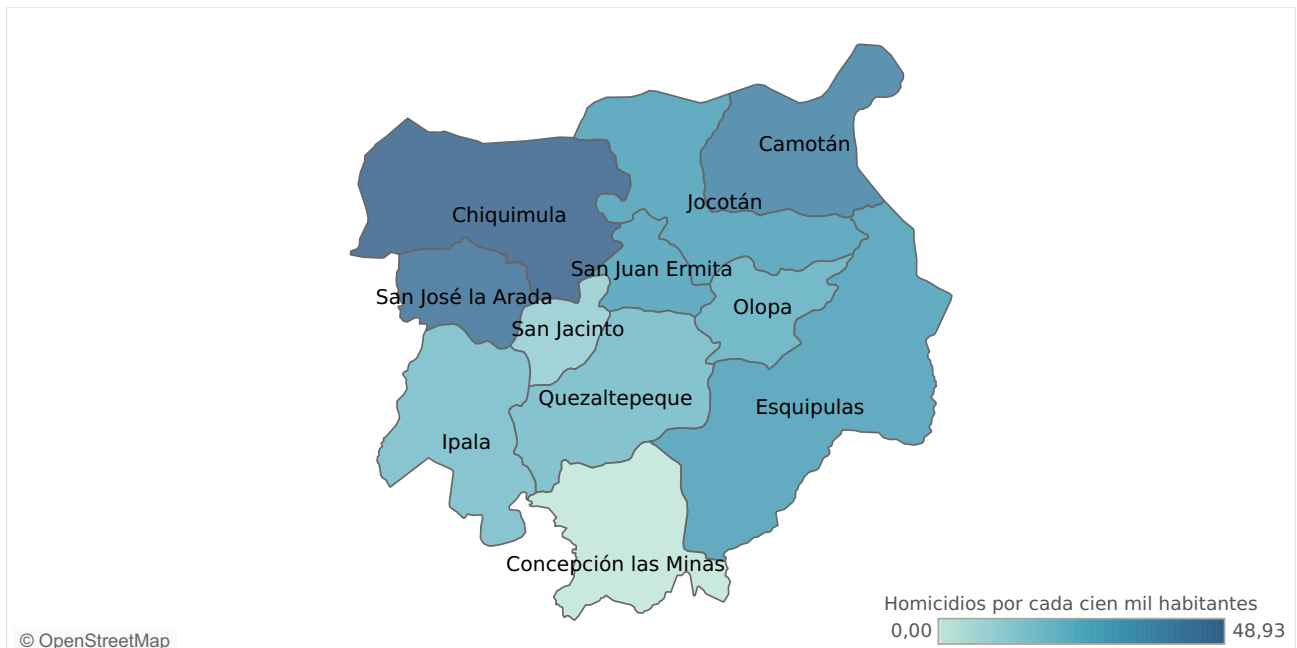 Camotán
Jocotán
Chiquimula
San Juan Ermita
San José la Arada
Olopa
San Jacinto
Quezaltepeque
Esquipulas
Ipala
Concepción las Minas
Homicidios por cada cien mil habitantes
0,00 48,93
© OpenStreetMap